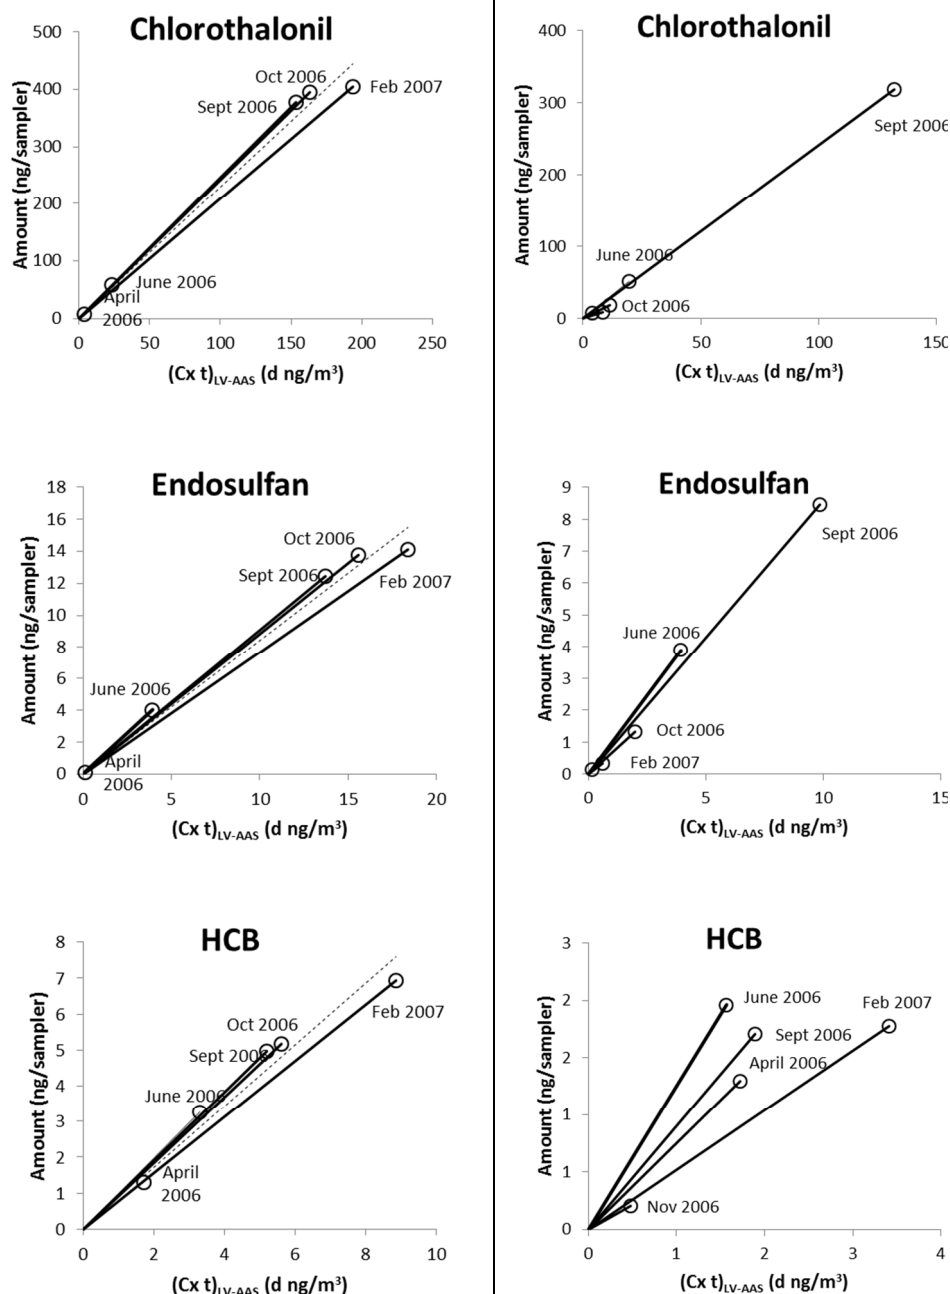 Chlorothalonil
500
400
300
200
100
0
Amount (ng/sampler)
Oct 2006
Sept 2006
Feb 2007
June 2006
April
2006
0 50 100 150 200 250
(Cx t)LV-AAS (d ng/m³)
Chlorothalonil
400
300
200
100
0
Amount (ng/sampler)
Sept 2006
June 2006
Oct 2006
0 50 100 150
(Cx t)LV-AAS (d ng/m³)
Endosulfan
18
16
14
12
10
8
6
4
2
0
Amount (ng/sampler)
Oct 2006
Sept 2006
Feb 2007
June 2006
April
2006
0 5 10 15 20
(Cx t)LV-AAS (d ng/m³)
Endosulfan
9
8
7
6
5
4
3
2
1
0
Amount (ng/sampler)
Sept 2006
June 2006
Oct 2006
Feb 2007
0 5 10 15
(Cx t)LV-AAS (d ng/m³)
HCB
8
7
6
5
4
3
2
1
0
Amount (ng/sampler)
Oct 2006
Feb 2007
Sept 2006
June 2006
April
2006
0 2 4 6 8 10
(Cx t)LV-AAS (d ng/m³)
HCB
3
2
2
1
1
0
Amount (ng/sampler)
June 2006
Feb 2007
Sept 2006
April 2006
Nov 2006
0 1 2 3 4
(Cx t)LV-AAS (d ng/m³)